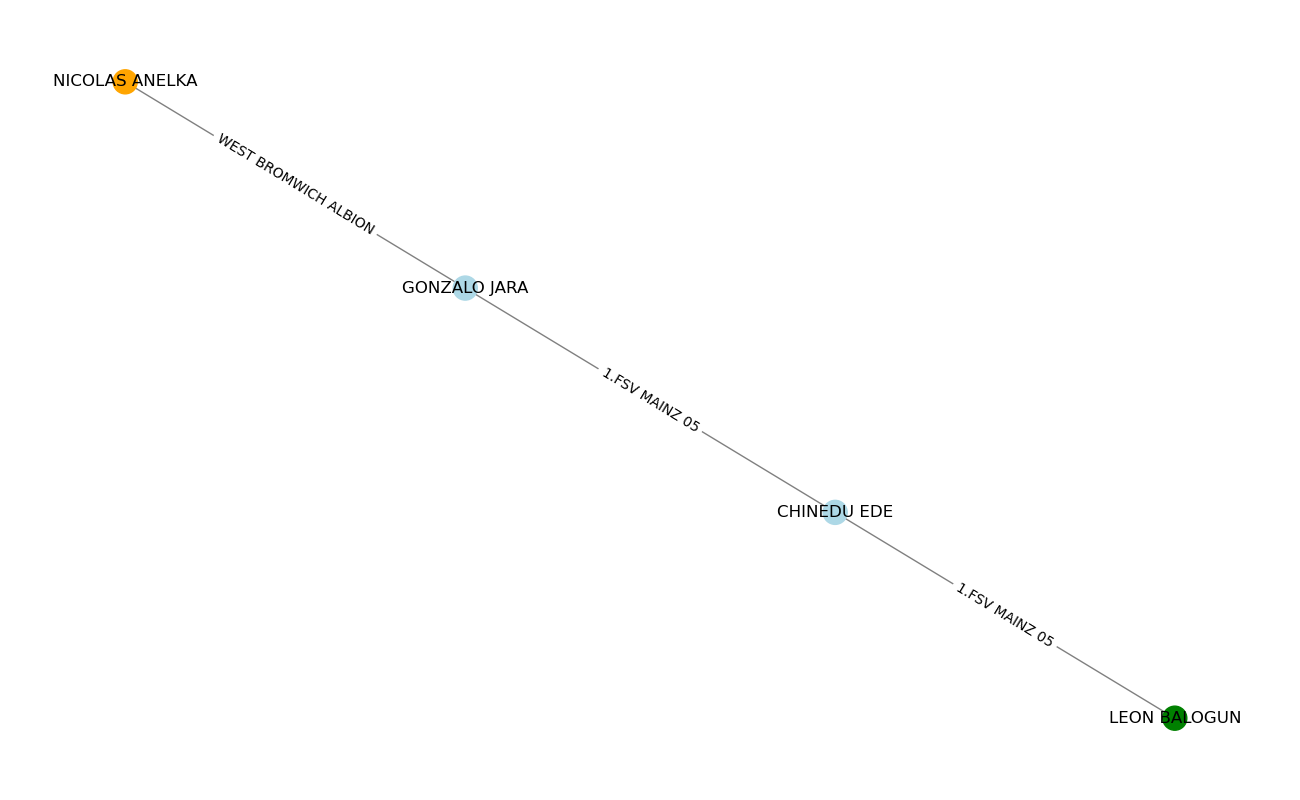 NICOLAS ANELKA
WEST BROMWICH ALBION
GONZALO JARA
1.FSV MAINZ 05
CHINEDU EDE
1.FSV MAINZ 05
LEON BALOGUN